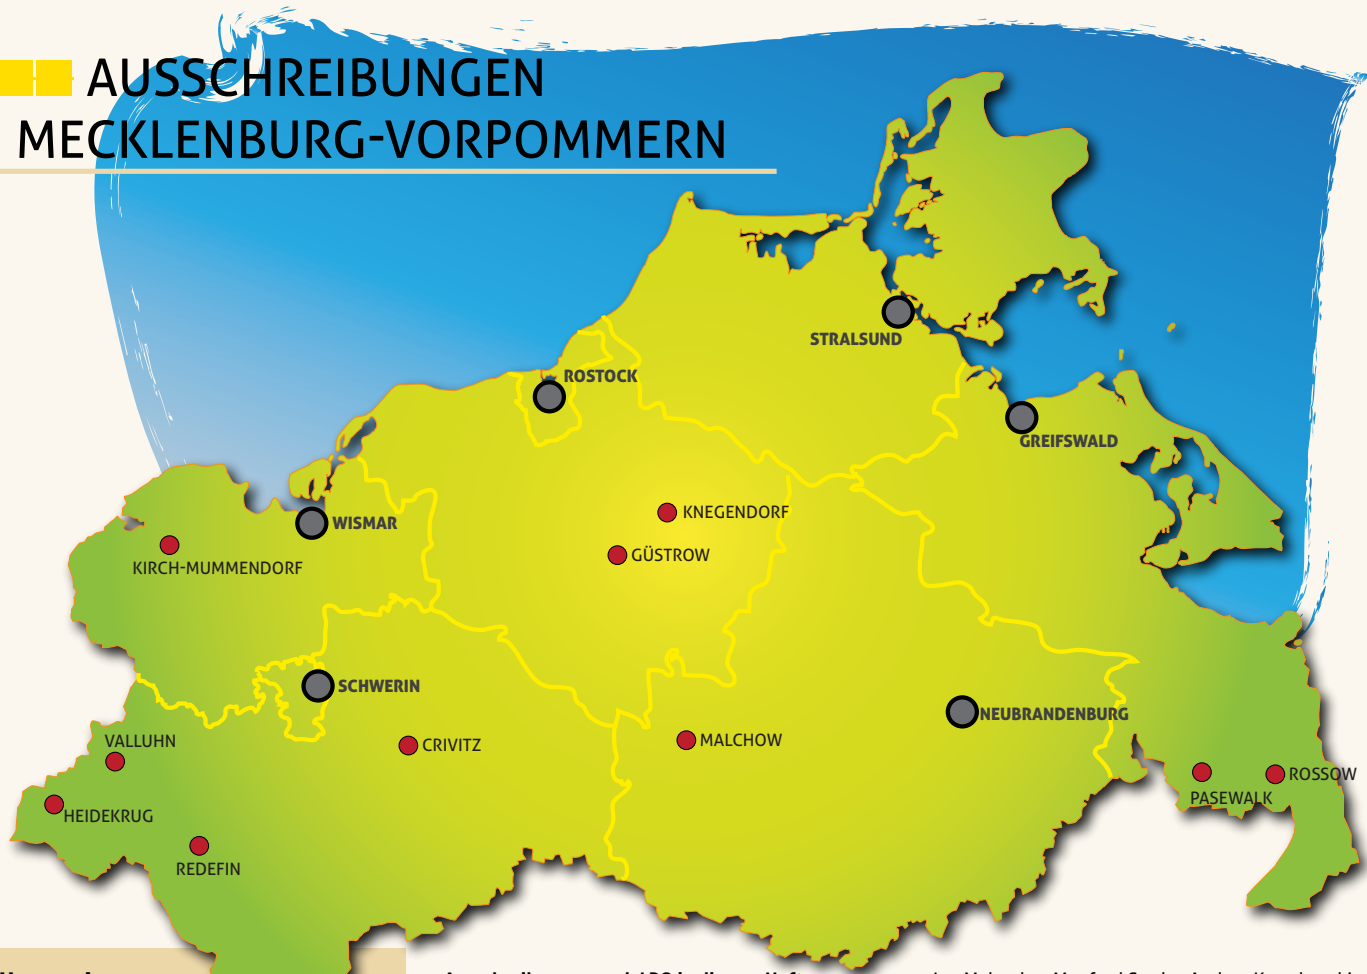 AUSSCHREIBUNGEN
MECKLENBURG-VORPOMMERN
STRALSUND
ROSTOCK
GREIFSWALD
KNEGENDORF
WISMAR
GÜSTROW
KIRCH-MUMMENDORF
SCHWERIN
NEUBRANDENBURG
VALLUHN
CRIVITZ
MALCHOW
ROSSOW
PASEWALK
HEIDEKRUG
REDEFIN